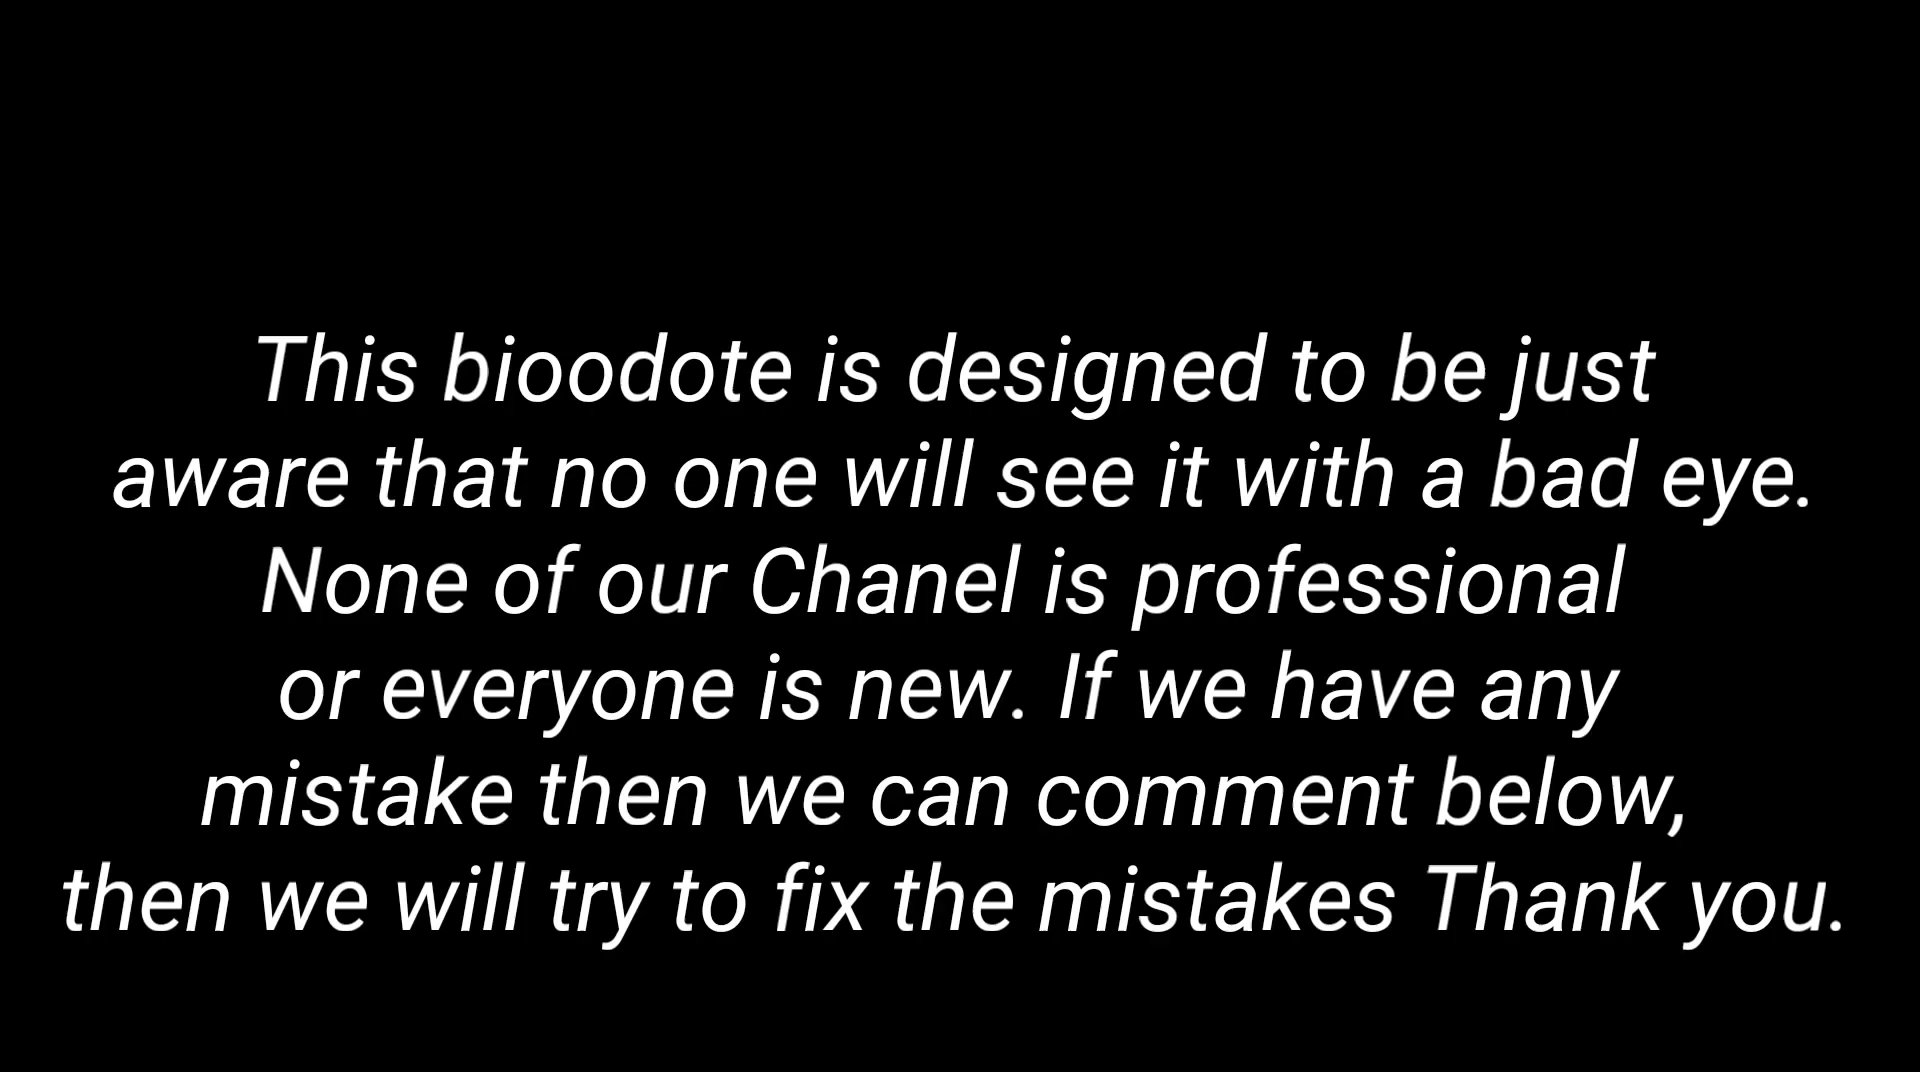 This bioodote is designed to be just
aware that no one will see it with a bad eye.
None of our Chanel is professional
or everyone is new. If we have any
mistake then we can comment below,
then we will try to fix the mistakes Thank you.